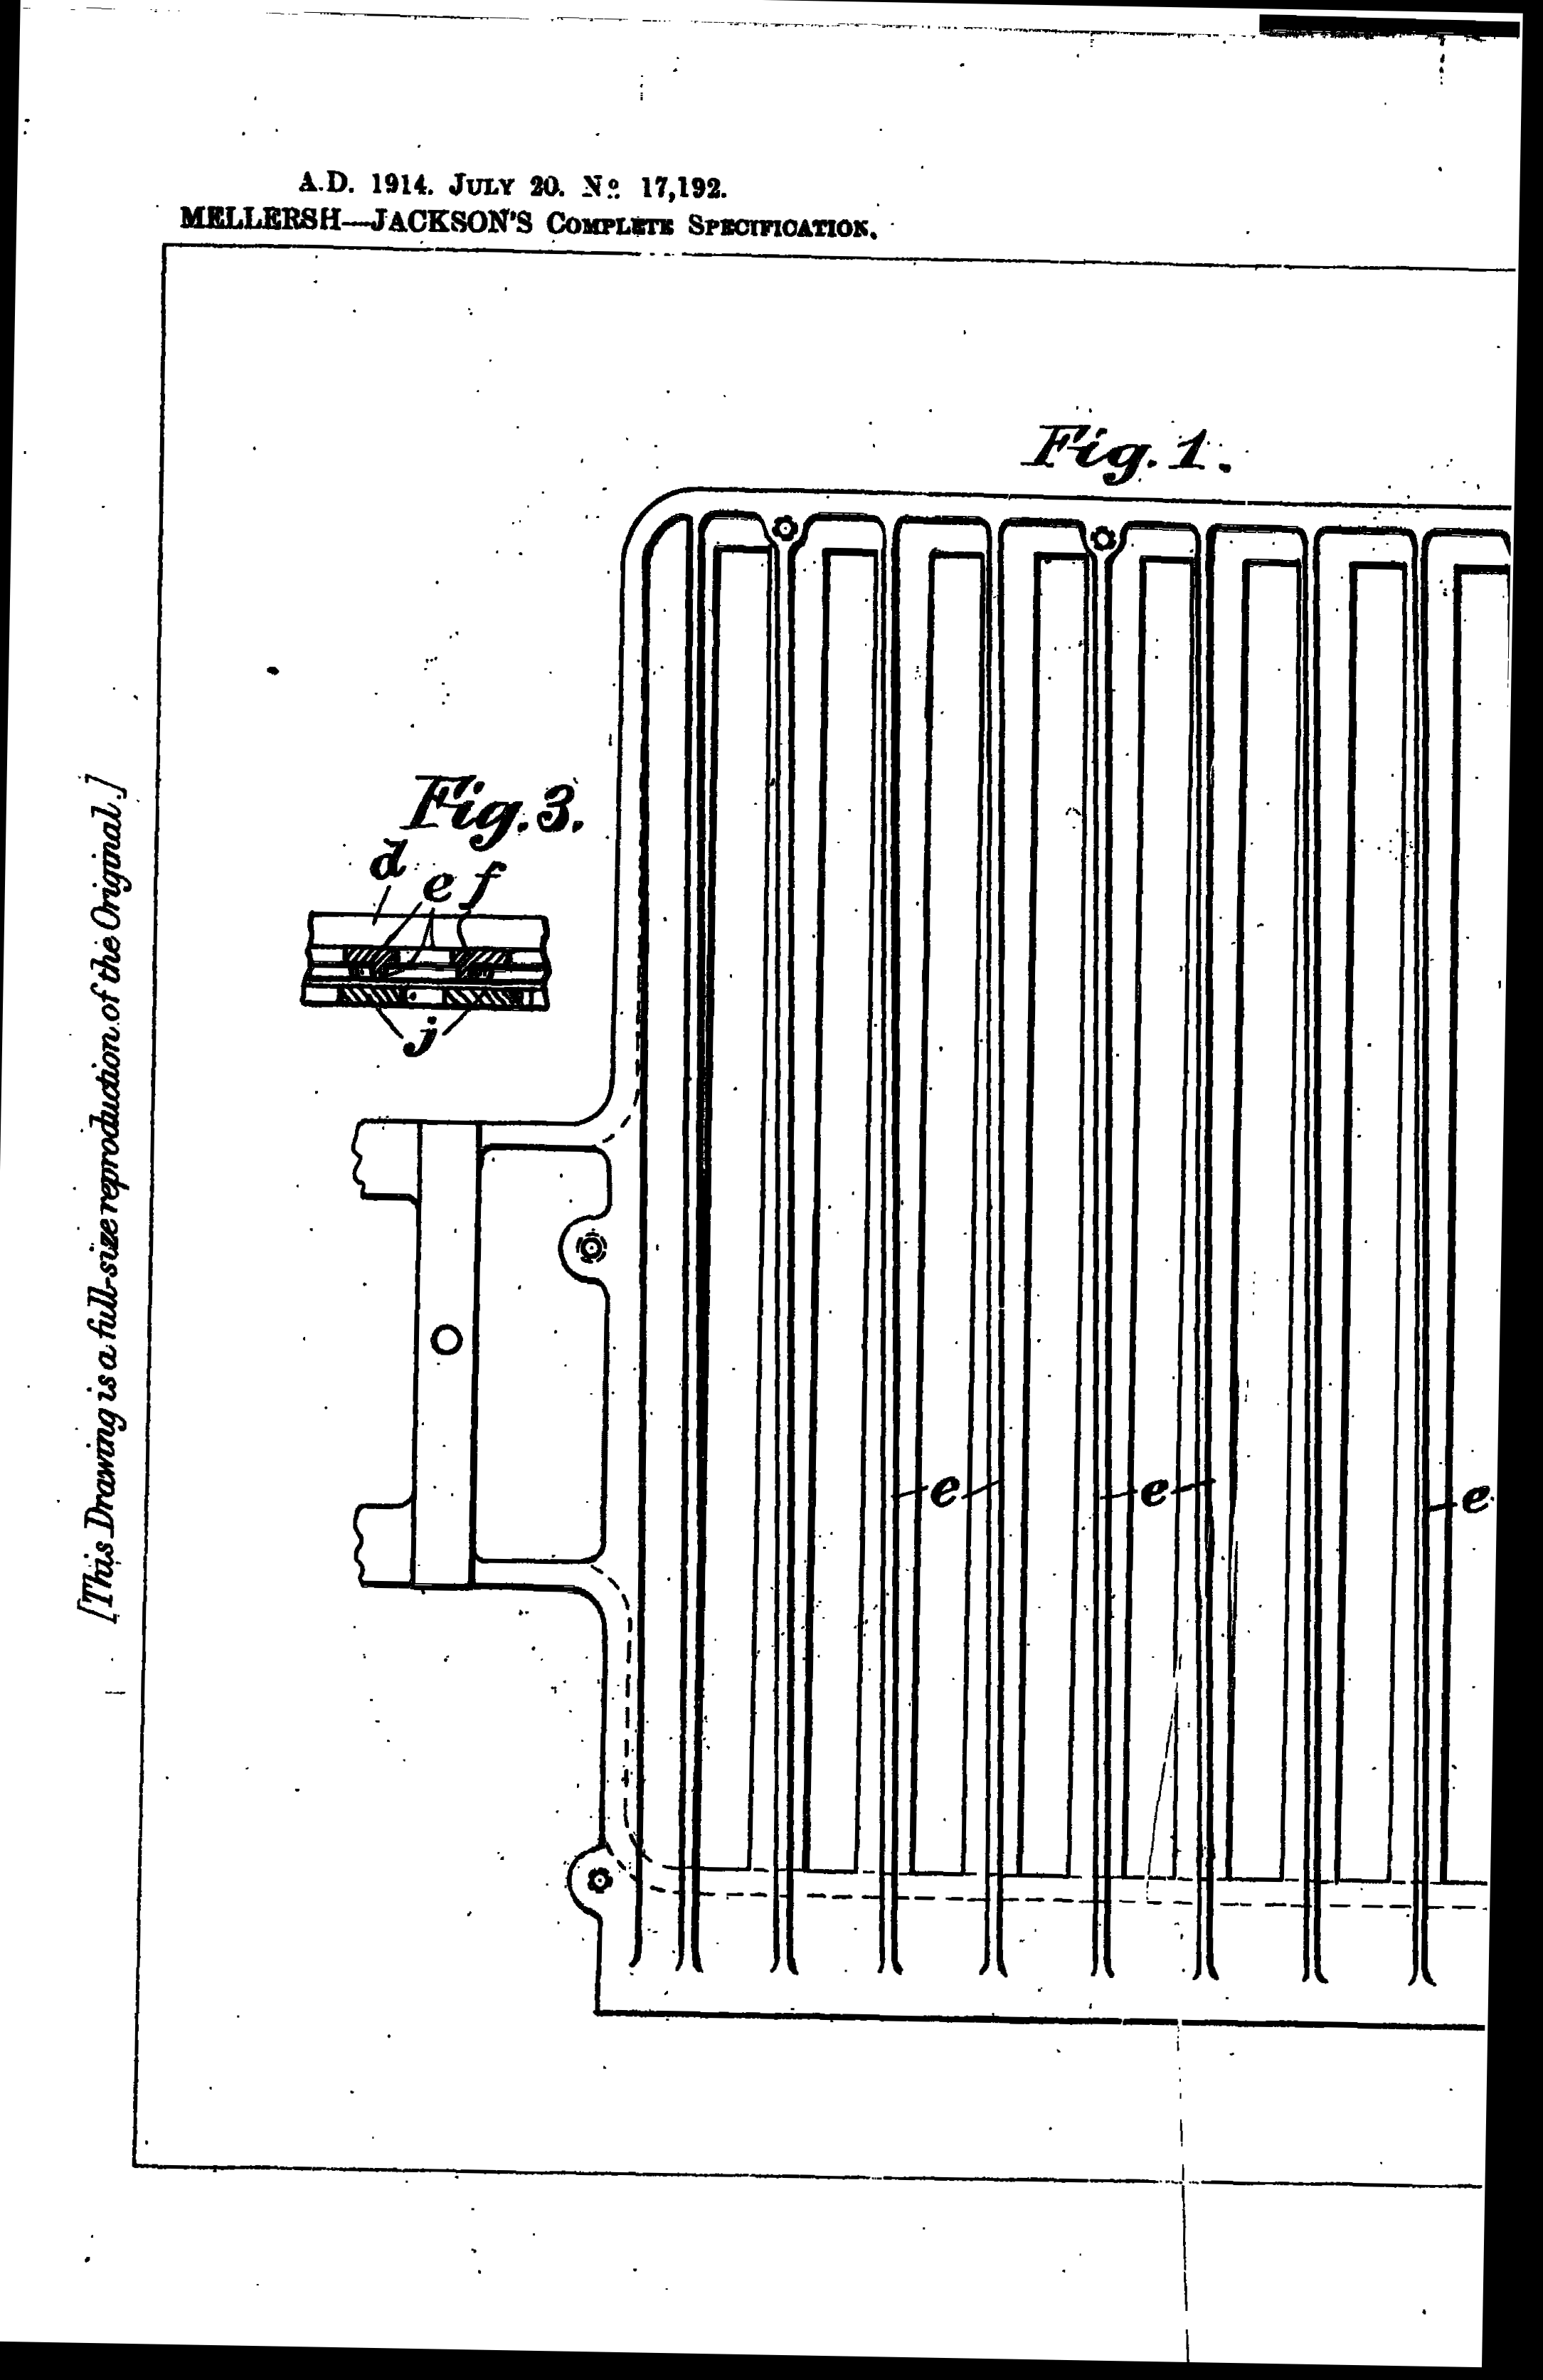 A.D. 1914. JULY 20. No. 17,192.
MELLERSH—JACKSON'S COMPLETE SPECIFICATION.
Fig. 1.
Fig. 3.
d
e f
j
e e e
[This Drawing is a full-size reproduction of the Original.]